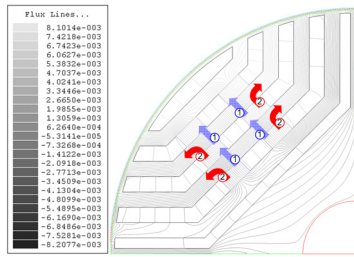 Flux Lines...
8.1014e-003
7.4218e-003
6.7423e-003
6.0627e-003
5.3832e-003
4.7037e-003
4.0241e-003
3.3446e-003
2.6650e-003
1.9855e-003
1.3059e-003
6.2640e-004
-5.3141e-005
-7.3268e-004
-1.4122e-003
-2.0918e-003
-2.7713e-003
-3.4509e-003
-4.1304e-003
-4.8099e-003
-5.4895e-003
-6.1690e-003
-6.8486e-003
-7.5281e-003
-8.2077e-003
2
1
2
1
1
2
1
2